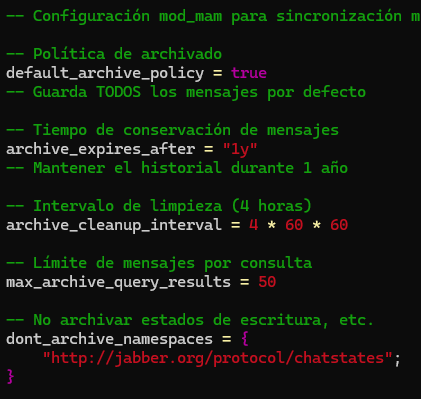 -- Configuración mod_mam para sincronización
-- Política de archivado
default_archive_policy = true
-- Guarda TODOS los mensajes por defecto
-- Tiempo de conservación de mensajes
archive_expires_after = "1y"
-- Mantener el historial durante 1 año
-- Intervalo de limpieza (4 horas)
archive_cleanup_interval = 4 * 60 * 60
-- Límite de mensajes por consulta
max_archive_query_results = 50
-- No archivar estados de escritura, etc.
dont_archive_namespaces = {
    "http://jabber.org/protocol/chatstates";
}